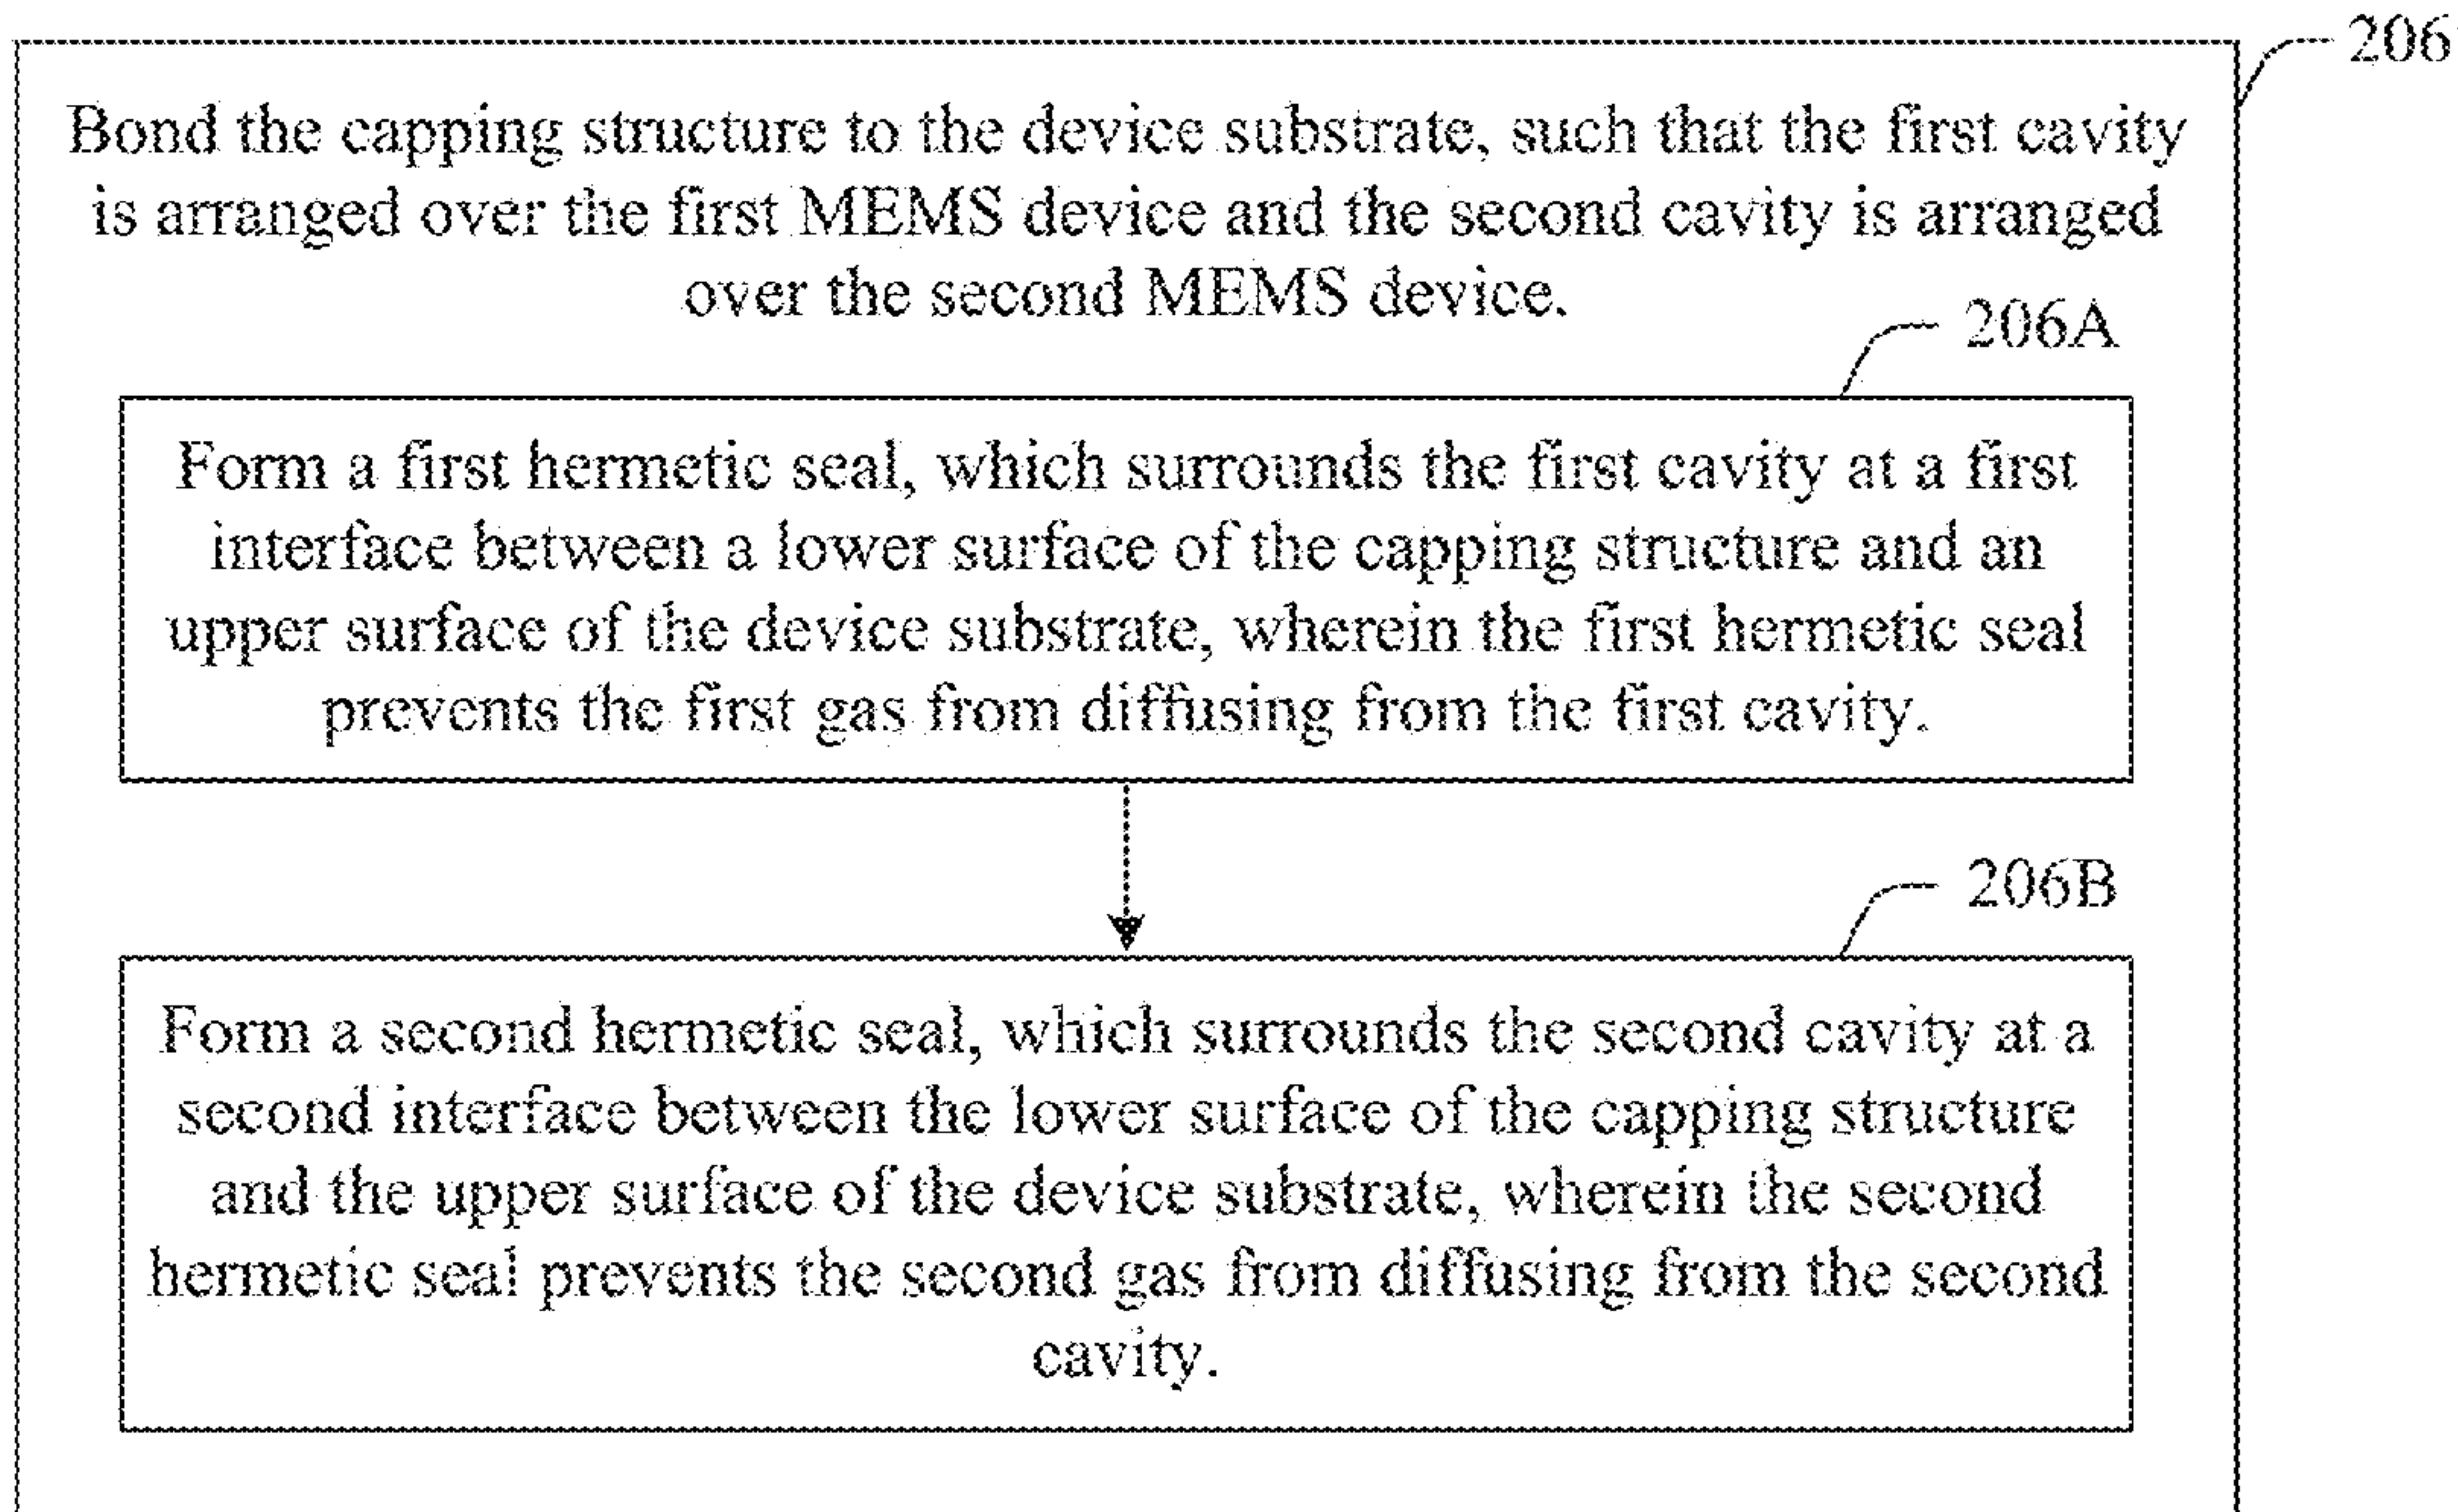 206
Bond the capping structure to the device substrate, such that the first cavity
is arranged over the first MEMS device and the second cavity is arranged
over the second MEMS device.
206A
Form a first hermetic seal, which surrounds the first cavity at a first
interface between a lower surface of the capping structure and an
upper surface of the device substrate, wherein the first hermetic seal
prevents the first gas from diffusing from the first cavity.
206B
Form a second hermetic seal, which surrounds the second cavity at a
second interface between the lower surface of the capping structure
and the upper surface of the device substrate, wherein the second
hermetic seal prevents the second gas from diffusing from the second
cavity.